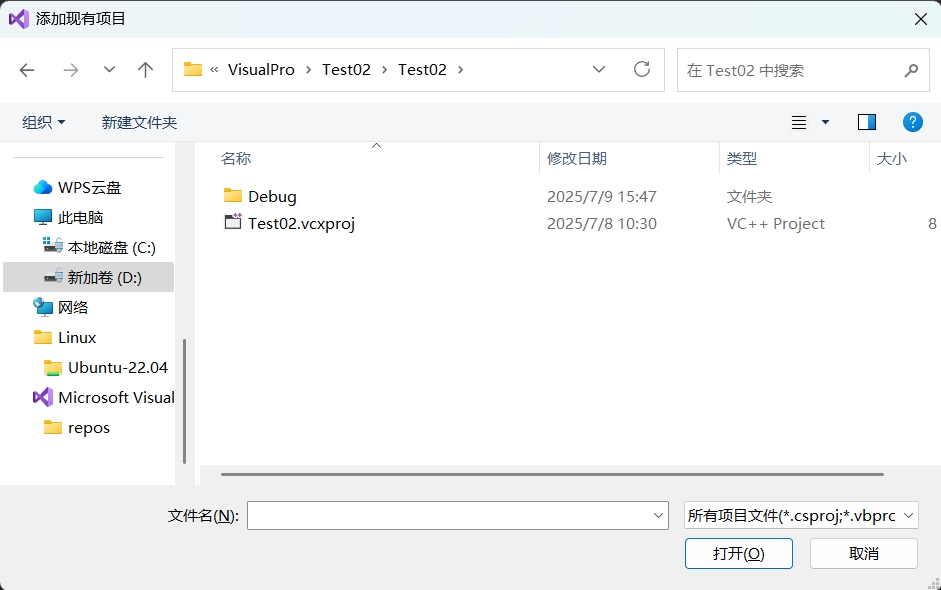 添加现有项目
« VisualPro › Test02 › Test02 ›
在 Test02 中搜索
组织
新建文件夹
?
WPS云盘
此电脑
本地磁盘 (C:)
新加卷 (D:)
网络
Linux
Ubuntu-22.04
Microsoft Visual
repos
名称 修改日期 类型 大小
Debug 2025/7/9 15:47 文件夹
Test02.vcxproj 2025/7/8 10:30 VC++ Project 8
文件名(N):
所有项目文件(*.csproj;*.vbprc
打开(O)
取消